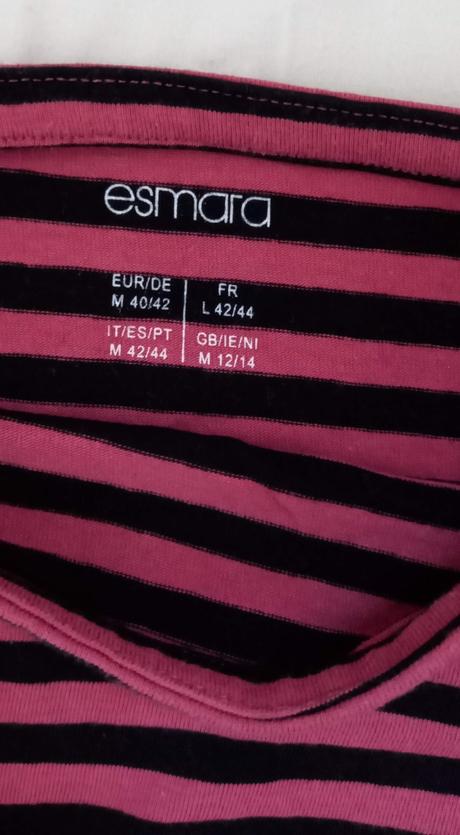 esmara
EUR/DE
M 40/42
FR
L 42/44
IT/ES/PT
M 42/44
GB/IE/NI
M 12/14